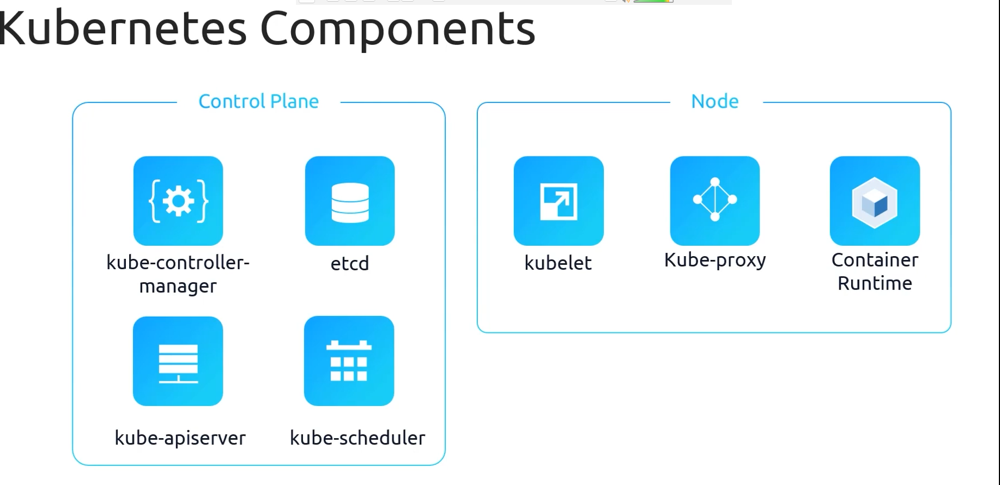 Kubernetes Components
Control Plane
kube-controller-
manager
etcd
kube-apiserver
kube-scheduler
Node
kubelet
Kube-proxy
Container
Runtime